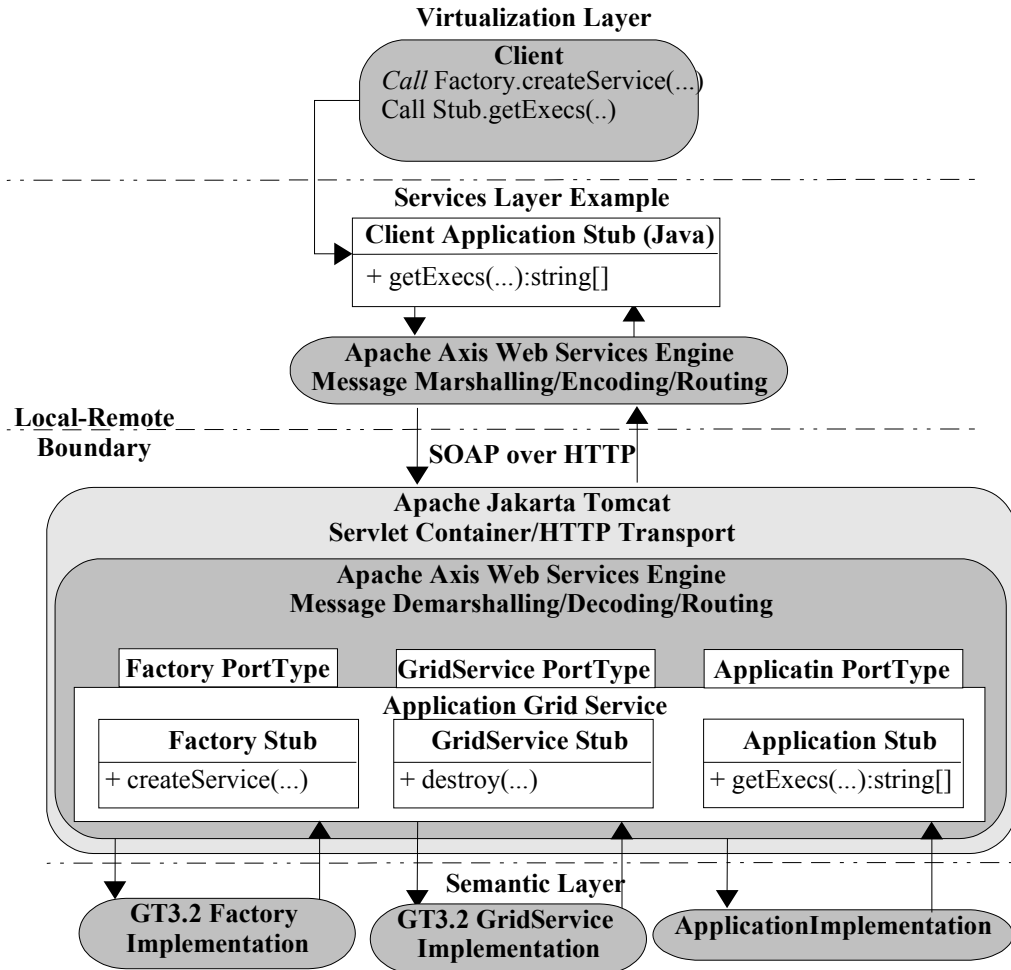 Virtualization Layer
Client
Call Factory.createService(...)
Call Stub.getExecs(..)
Services Layer Example
Client Application Stub (Java)
+ getExecs(...):string[]
Apache Axis Web Services Engine
Message Marshalling/Encoding/Routing
Local-Remote
Boundary
SOAP over HTTP
Apache Jakarta Tomcat
Servlet Container/HTTP Transport
Apache Axis Web Services Engine
Message Demarshalling/Decoding/Routing
Factory PortType
GridService PortType
Applicatin PortType
Application Grid Service
Factory Stub
+ createService(...)
GridService Stub
+ destroy(...)
Application Stub
+ getExecs(...):string[]
Semantic Layer
GT3.2 Factory
Implementation
GT3.2 GridService
Implementation
ApplicationImplementation